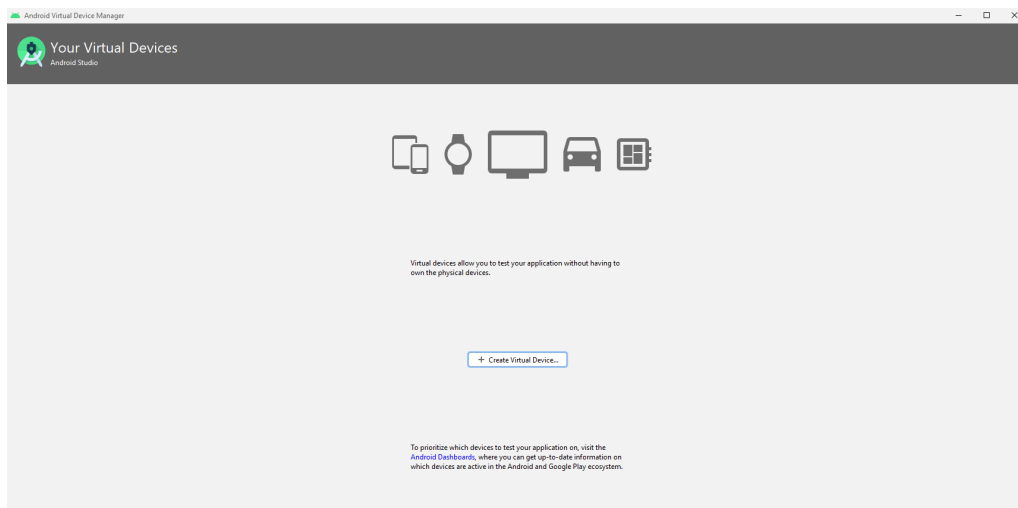 Android Virtual Device Manager
Your Virtual Devices
Android Studio
Virtual devices allow you to test your application without having to
own the physical devices.
+ Create Virtual Device...
To prioritize which devices to test your application on, visit the
Android Dashboards, where you can get up-to-date information on
which devices are active in the Android and Google Play ecosystem.